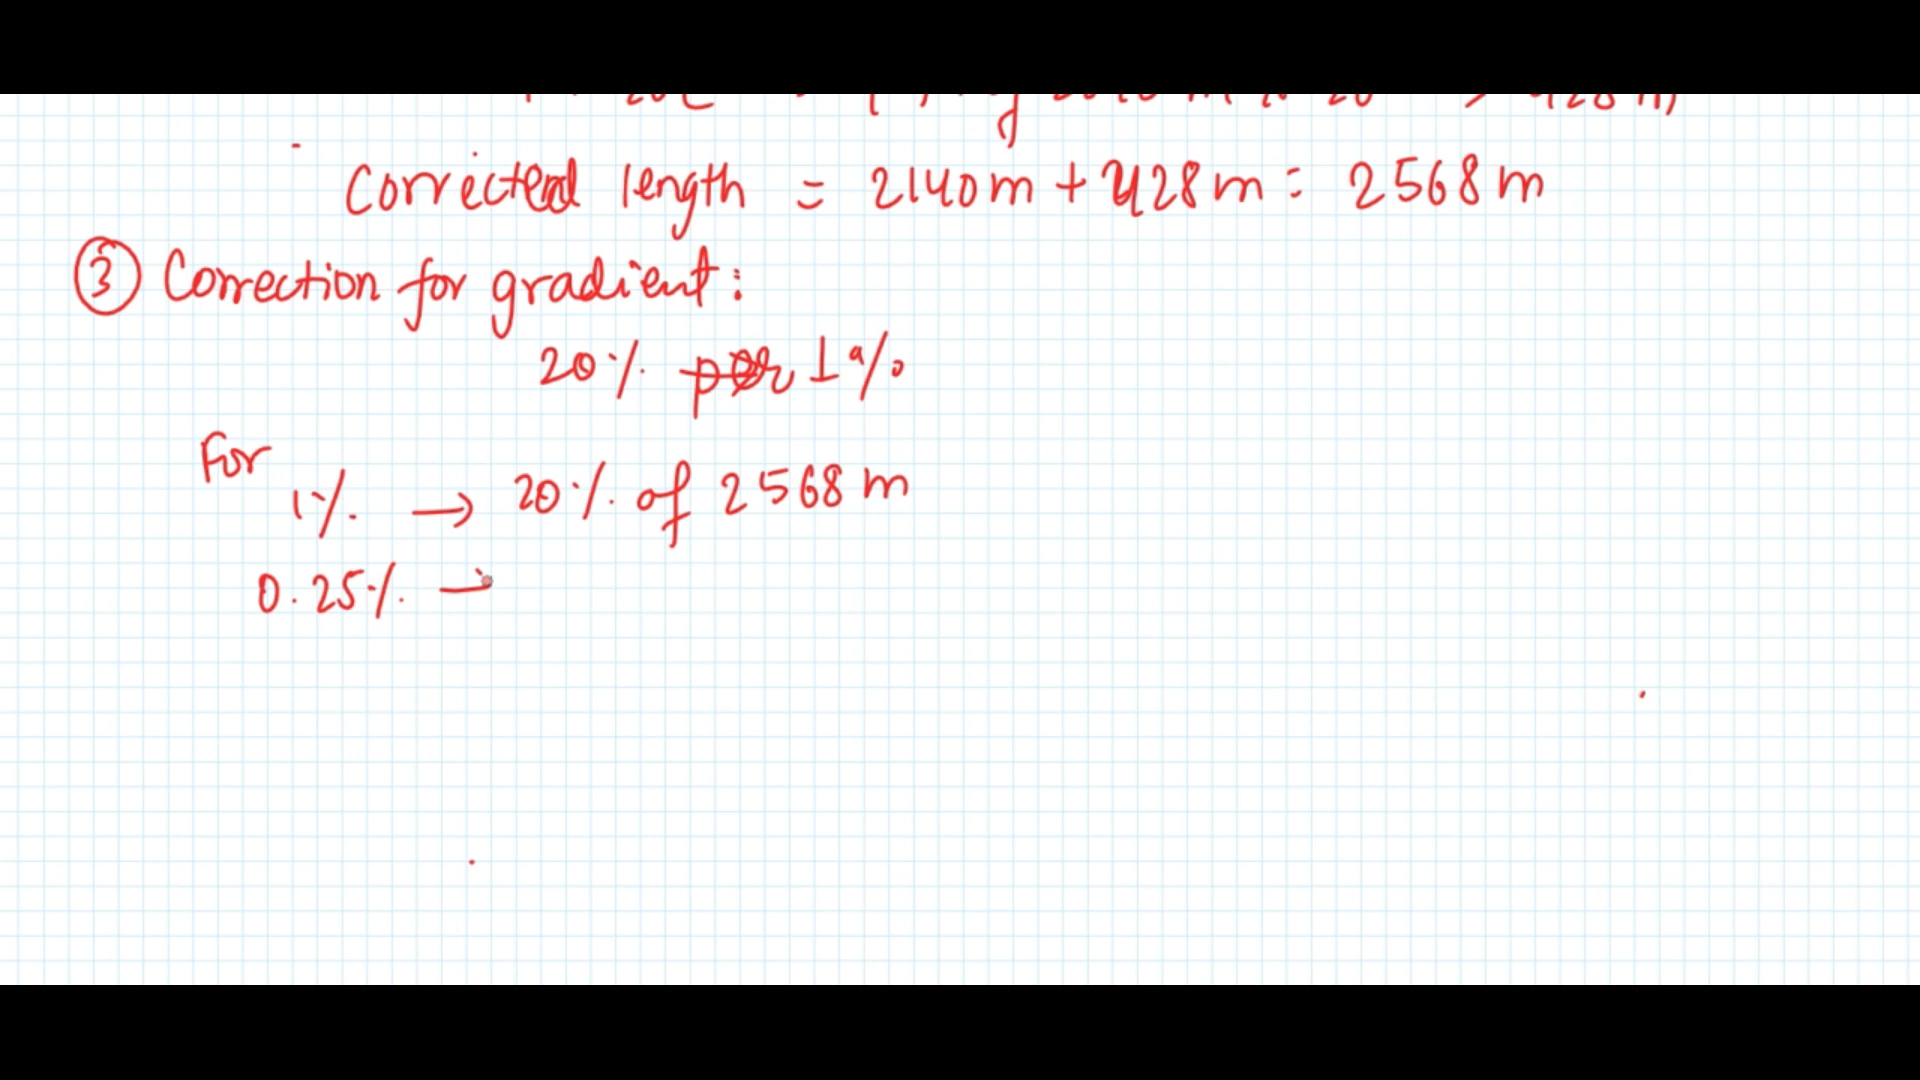 Corrected length = 2140 m + 428 m = 2568 m
③ Correction for gradient:
20% per 1%
For
1% → 20% of 2568 m
0.25% →